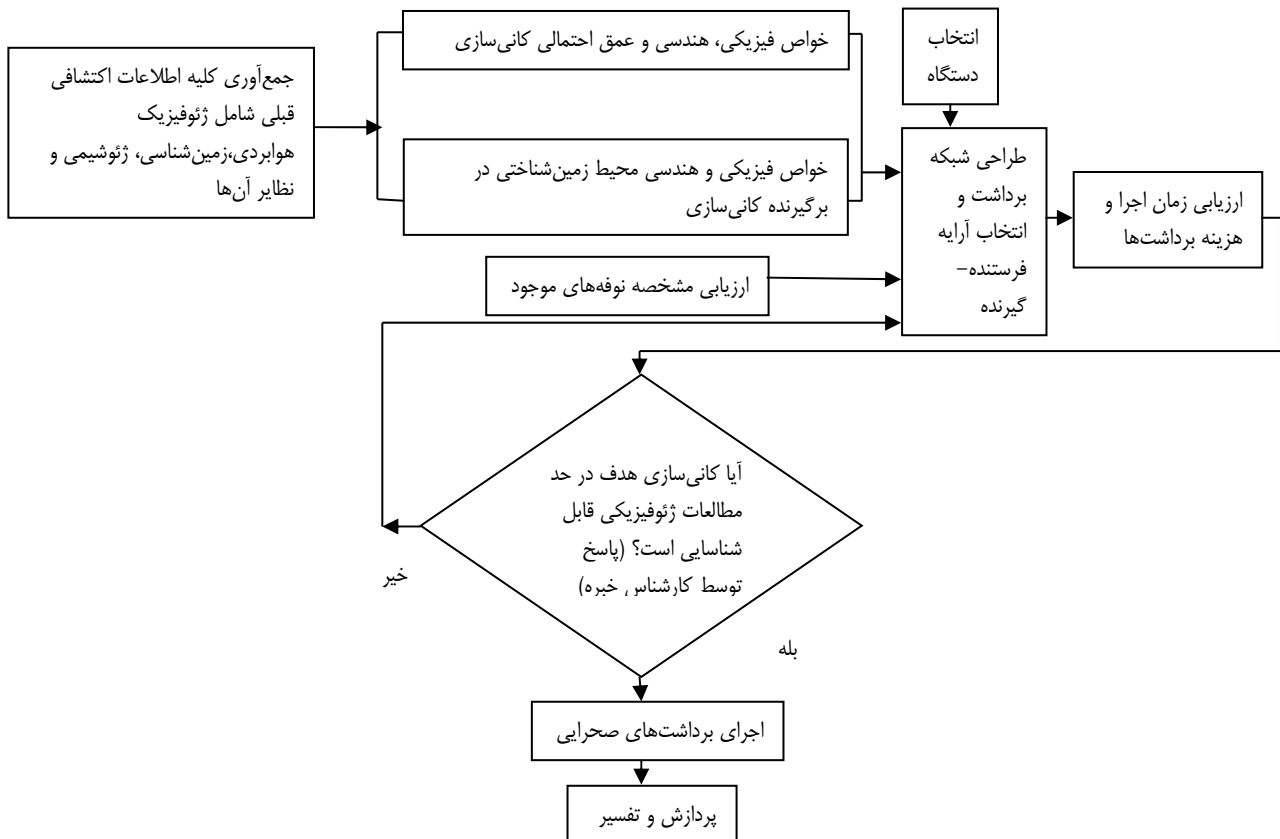 جمع‌آوری کلیه اطلاعات اکتشافی
قبلی شامل ژئوفیزیک
هوابردی،زمین‌شناسی، ژئوشیمی و
نظایر آن‌ها
خواص فیزیکی، هندسی و عمق احتمالی کانی‌سازی
خواص فیزیکی و هندسی محیط زمین‌شناختی در
برگیرنده کانی‌سازی
ارزیابی مشخصه نوفه‌های موجود
انتخاب
دستگاه
طراحی شبکه
برداشت و
انتخاب آرایه
فرستنده–
گیرنده
ارزیابی زمان اجرا و
هزینه برداشت‌ها
آیا کانی‌سازی هدف در حد
مطالعات ژئوفیزیکی قابل
شناسایی است؟ (پاسخ
توسط کارشناس خبره)
خیر
بله
اجرای برداشت‌های صحرایی
پردازش و تفسیر